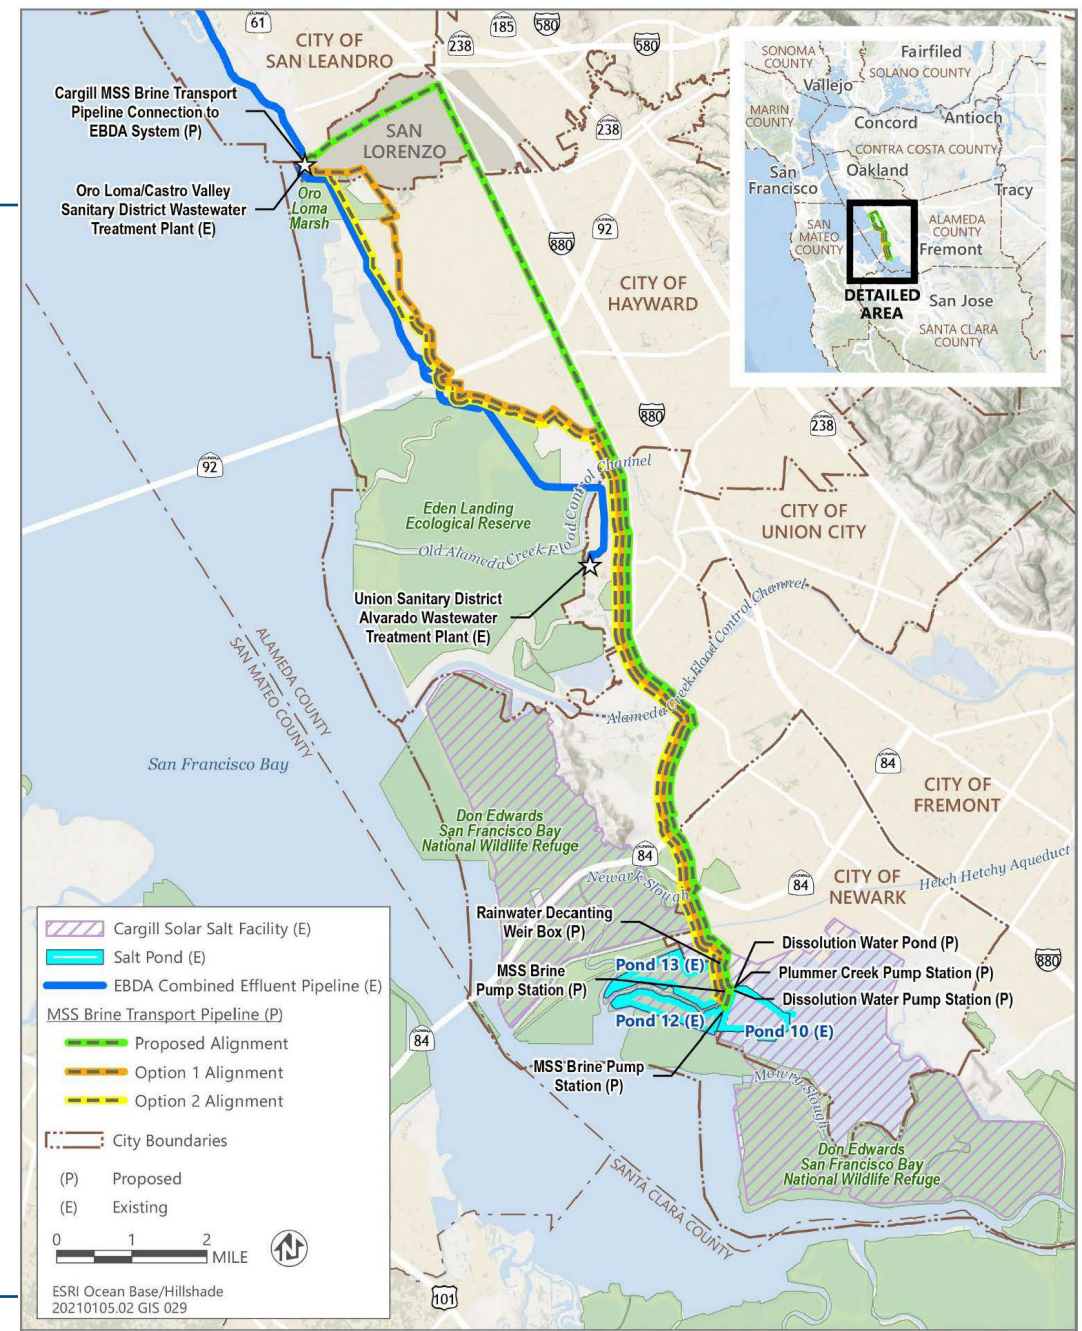 61
185
580
238
580
CITY OF
SAN LEANDRO
Cargill MSS Brine Transport
Pipeline Connection to
EBDA System (P)
SAN
LORENZO
238
Oro Loma/Castro Valley
Sanitary District Wastewater
Treatment Plant (E)
Oro
Loma
Marsh
92
880
CITY OF
HAYWARD
SONOMA
COUNTY
Fairfiled
SOLANO COUNTY
Vallejo
MARIN
COUNTY
Concord
Antioch
CONTRA COSTA COUNTY
San
Francisco
Oakland
Tracy
SAN
MATEO
COUNTY
ALAMEDA
COUNTY
Fremont
DETAILED
AREA
San Jose
SANTA CLARA
COUNTY
880
238
92
Flood Control Channel
Eden Landing
Ecological Reserve
Old Alameda Creek
CITY OF
UNION CITY
Union Sanitary District
Alvarado Wastewater
Treatment Plant (E)
ALAMEDA COUNTY
SAN MATEO COUNTY
Alameda Creek Flood Control Channel
San Francisco Bay
84
CITY OF
FREMONT
Don Edwards
San Francisco Bay
National Wildlife Refuge
84
84
Newark Slough
CITY OF
NEWARK
Hetch Hetchy Aqueduct
Rainwater Decanting
Weir Box (P)
Dissolution Water Pond (P)
880
Pond 13 (E)
MSS Brine
Pump Station (P)
Plummer Creek Pump Station (P)
Dissolution Water Pump Station (P)
Pond 12 (E)
Pond 10 (E)
84
MSS Brine Pump
Station (P)
Mowry Slough
Don Edwards
San Francisco Bay
National Wildlife Refuge
SANTA CLARA COUNTY
101
Cargill Solar Salt Facility (E)
Salt Pond (E)
EBDA Combined Effluent Pipeline (E)
MSS Brine Transport Pipeline (P)
Proposed Alignment
Option 1 Alignment
Option 2 Alignment
City Boundaries
(P) Proposed
(E) Existing
0 1 2
MILE
N
ESRI Ocean Base/Hillshade
20210105.02 GIS 029